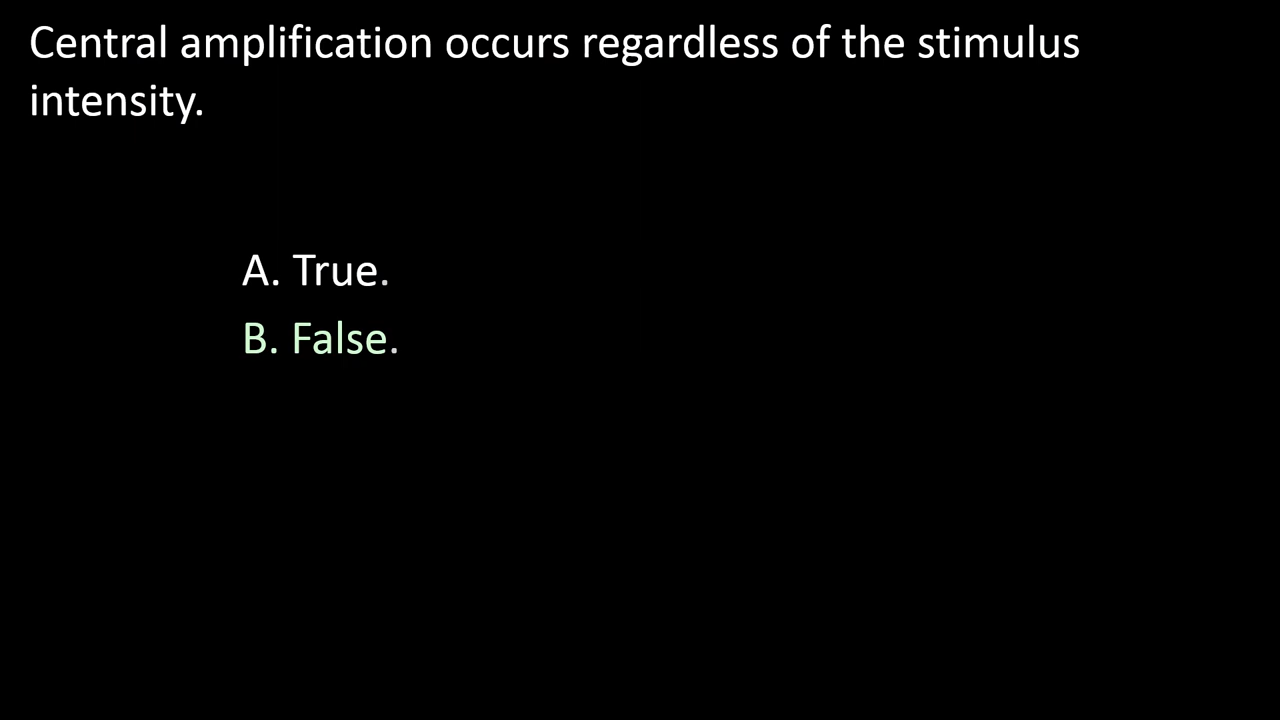 Central amplification occurs regardless of the stimulus
intensity.
A. True.
B. False.